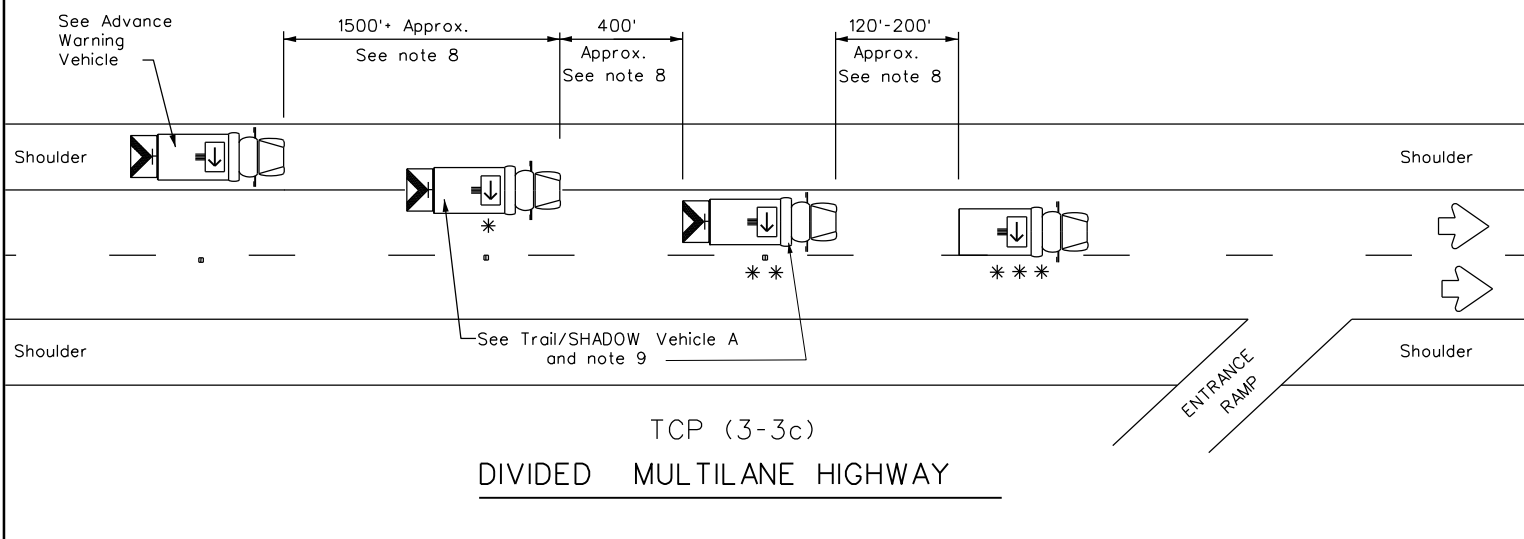 See Advance
Warning
Vehicle
1500'+ Approx.
See note 8
400'
Approx.
See note 8
120'-200'
Approx.
See note 8
Shoulder
Shoulder
*
* *
* * *
See Trail/SHADOW Vehicle A
and note 9
Shoulder
Shoulder
ENTRANCE
RAMP
TCP (3-3c)
DIVIDED MULTILANE HIGHWAY